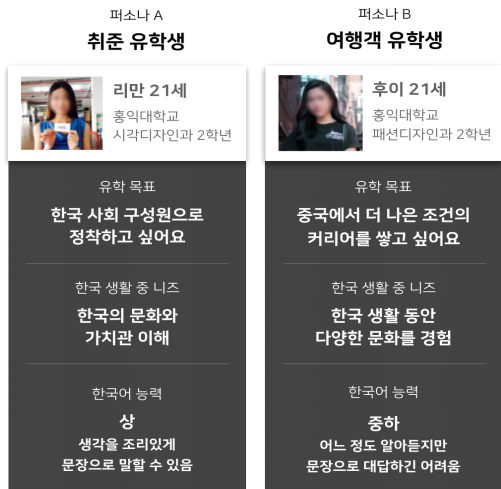 퍼소나 A
취준 유학생
리만 21세
홍익대학교
시각디자인과 2학년
유학 목표
한국 사회 구성원으로
정착하고 싶어요
한국 생활 중 니즈
한국의 문화와
가치관 이해
한국어 능력
상
생각을 조리있게
문장으로 말할 수 있음
퍼소나 B
여행객 유학생
후이 21세
홍익대학교
패션디자인과 2학년
유학 목표
중국에서 더 나은 조건의
커리어를 쌓고 싶어요
한국 생활 중 니즈
한국 생활 동안
다양한 문화를 경험
한국어 능력
중하
어느 정도 알아듣지만
문장으로 대답하긴 어려움